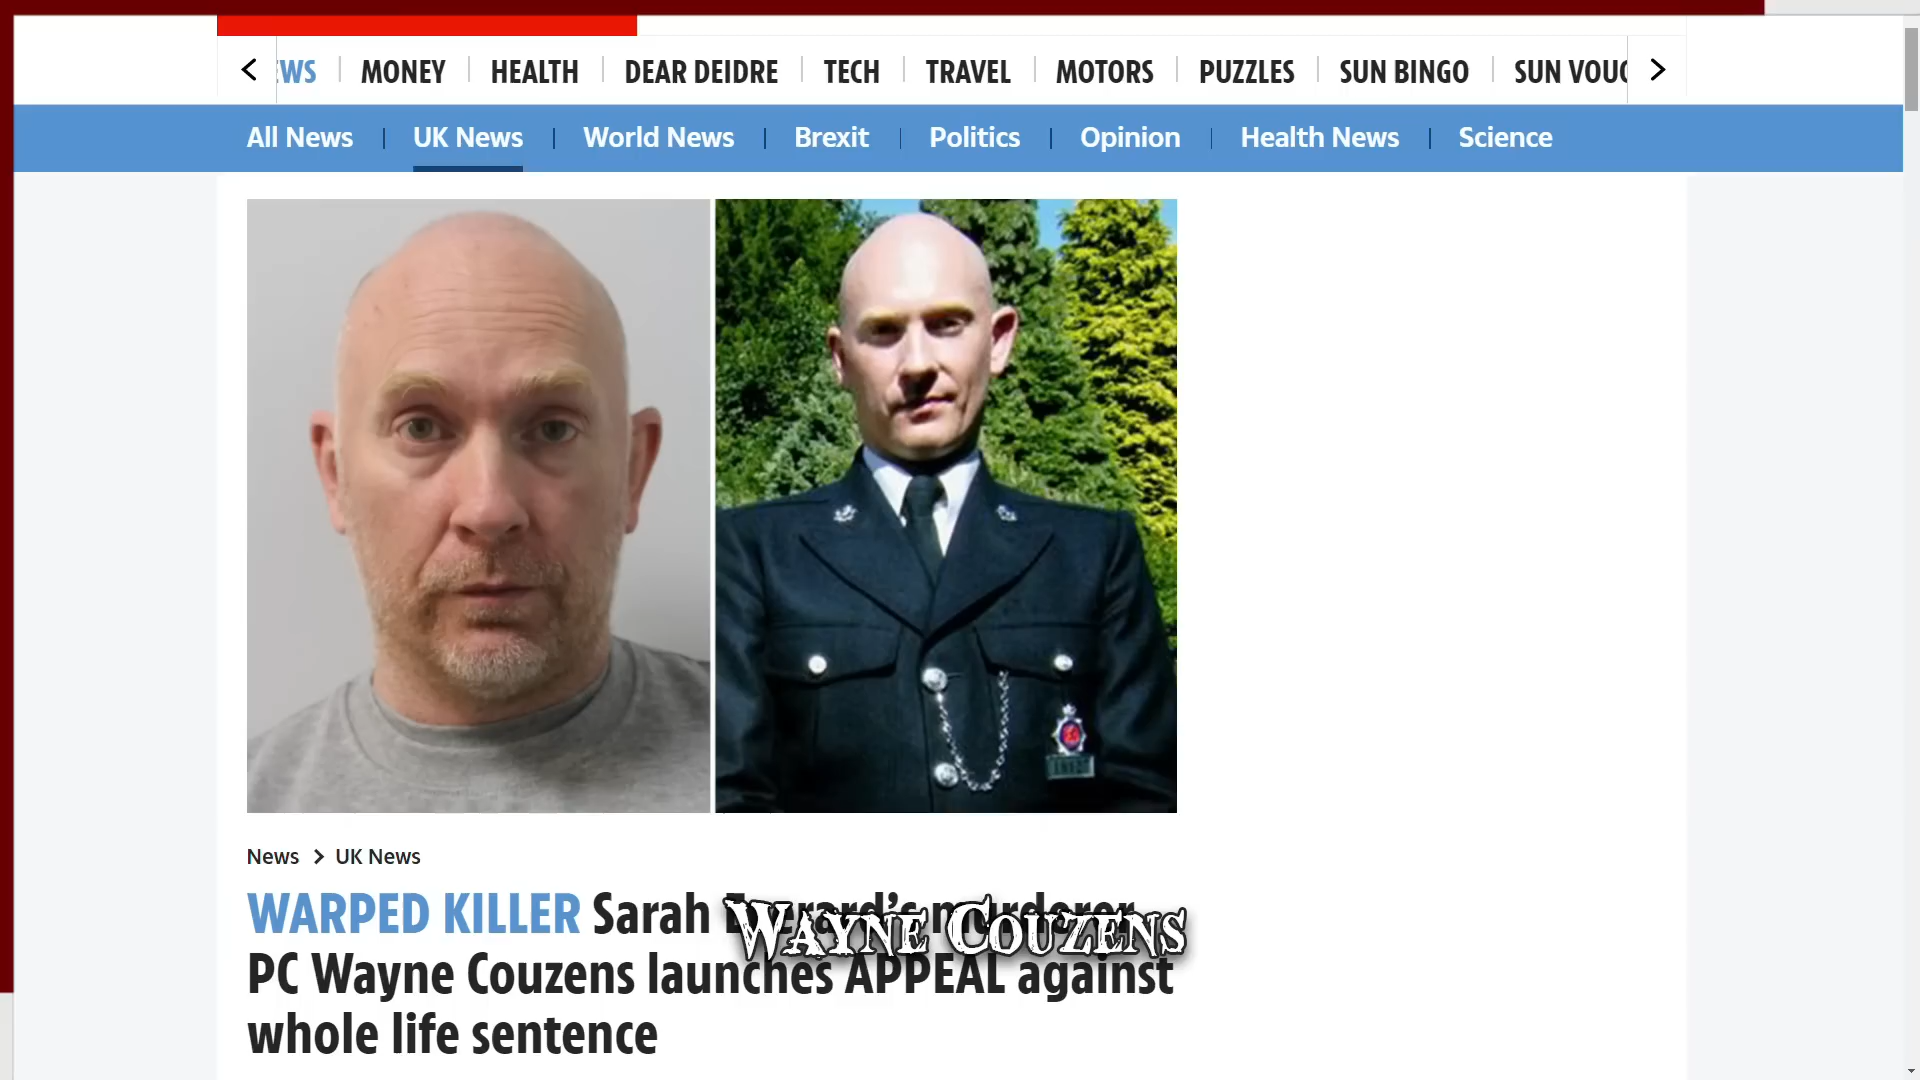 MONEY HEALTH DEAR DEIDRE TECH TRAVEL MOTORS PUZZLES SUN BINGO SUN
All News UK News World News Brexit Politics Opinion Health News Science
News > UK News
WARPED KILLER Sarah Everard's murderer
Wayne Couzens
PC Wayne Couzens launches APPEAL against
whole life sentence